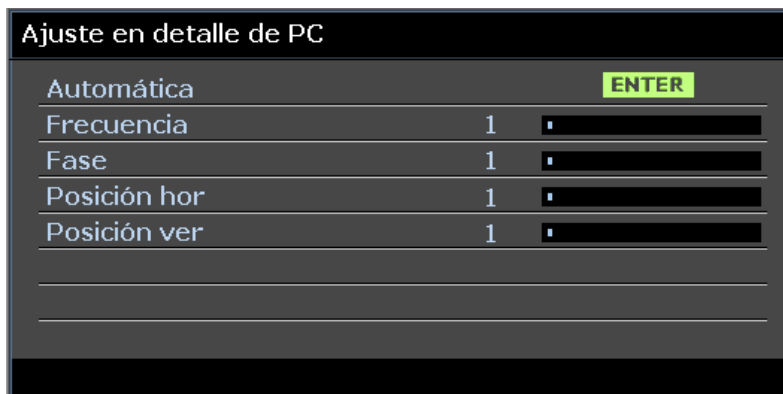 Ajuste en detalle de PC
Automática ENTER
Frecuencia 1
Fase 1
Posición hor 1
Posición ver 1